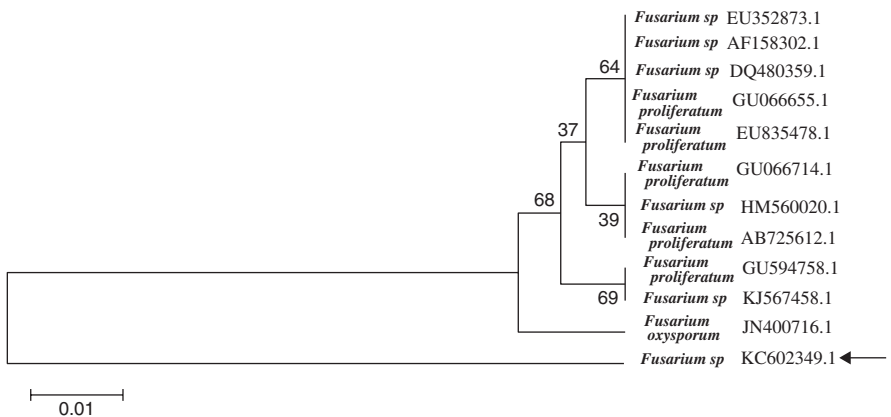 Fusarium sp EU352873.1
Fusarium sp AF158302.1
64
Fusarium sp DQ480359.1
Fusarium
proliferatum GU066655.1
37
Fusarium
proliferatum EU835478.1
Fusarium
proliferatum GU066714.1
68
Fusarium sp HM560020.1
39
Fusarium
proliferatum AB725612.1
Fusarium
proliferatum GU594758.1
69
Fusarium sp KJ567458.1
Fusarium
oxysporum JN400716.1
Fusarium sp KC602349.1
0.01